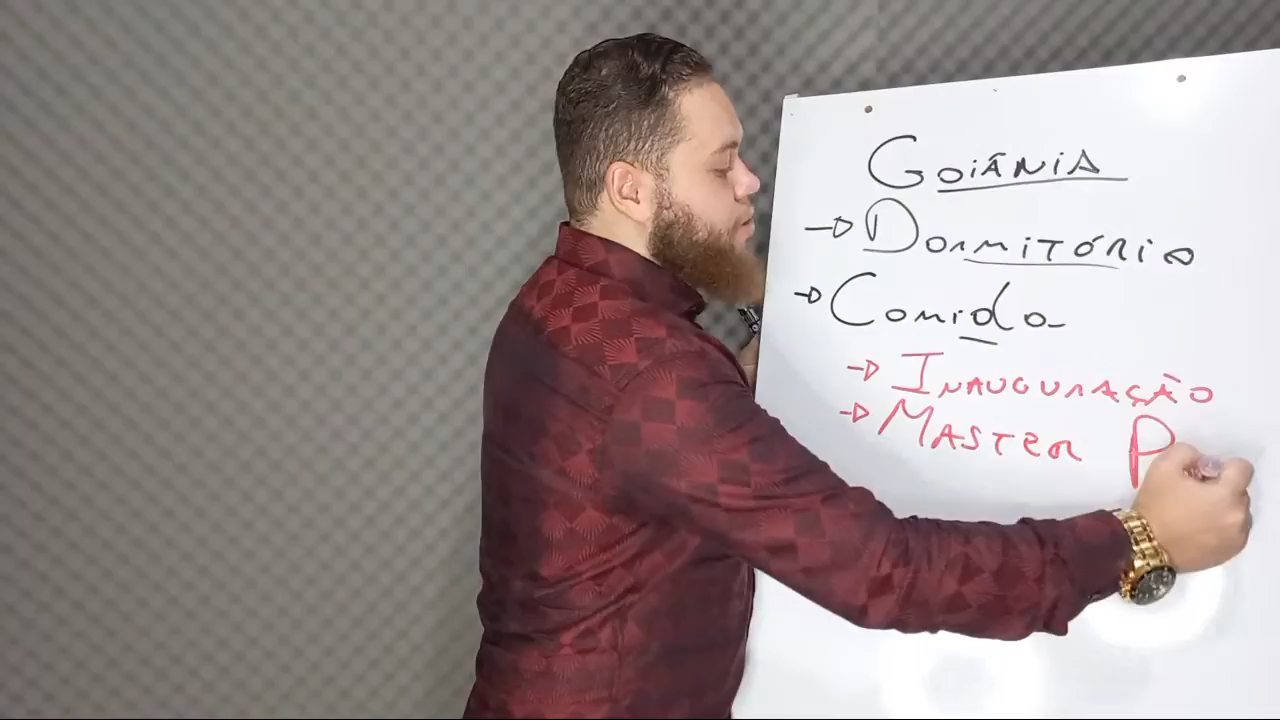 GOIÂNIA
→ DORMITÓRIO
→ Comida
→ INAUGURAÇÃO
→ MASTER P